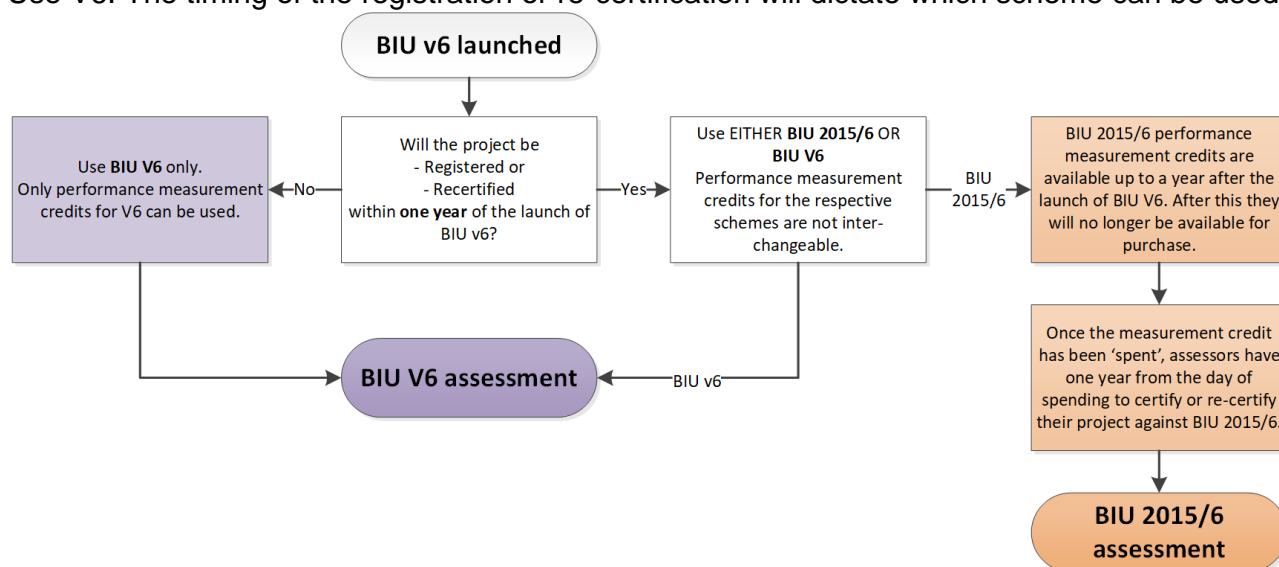 Use V6. The timing of the registration or re-certification will dictate which scheme can be used
BIU v6 launched
Use BIU V6 only.
Only performance measurement
credits for V6 can be used.
No
Will the project be
- Registered or
- Recertified
within one year of the launch of
BIU v6?
Yes
Use EITHER BIU 2015/6 OR
BIU V6
Performance measurement
credits for the respective
schemes are not inter-
changeable.
BIU
2015/6
BIU 2015/6 performance
measurement credits are
available up to a year after the
launch of BIU V6. After this they
will no longer be available for
purchase.
Once the measurement credit
has been ‘spent’, assessors have
one year from the day of
spending to certify or re-certify
their project against BIU 2015/6.
BIU V6 assessment
BIU v6
BIU 2015/6
assessment